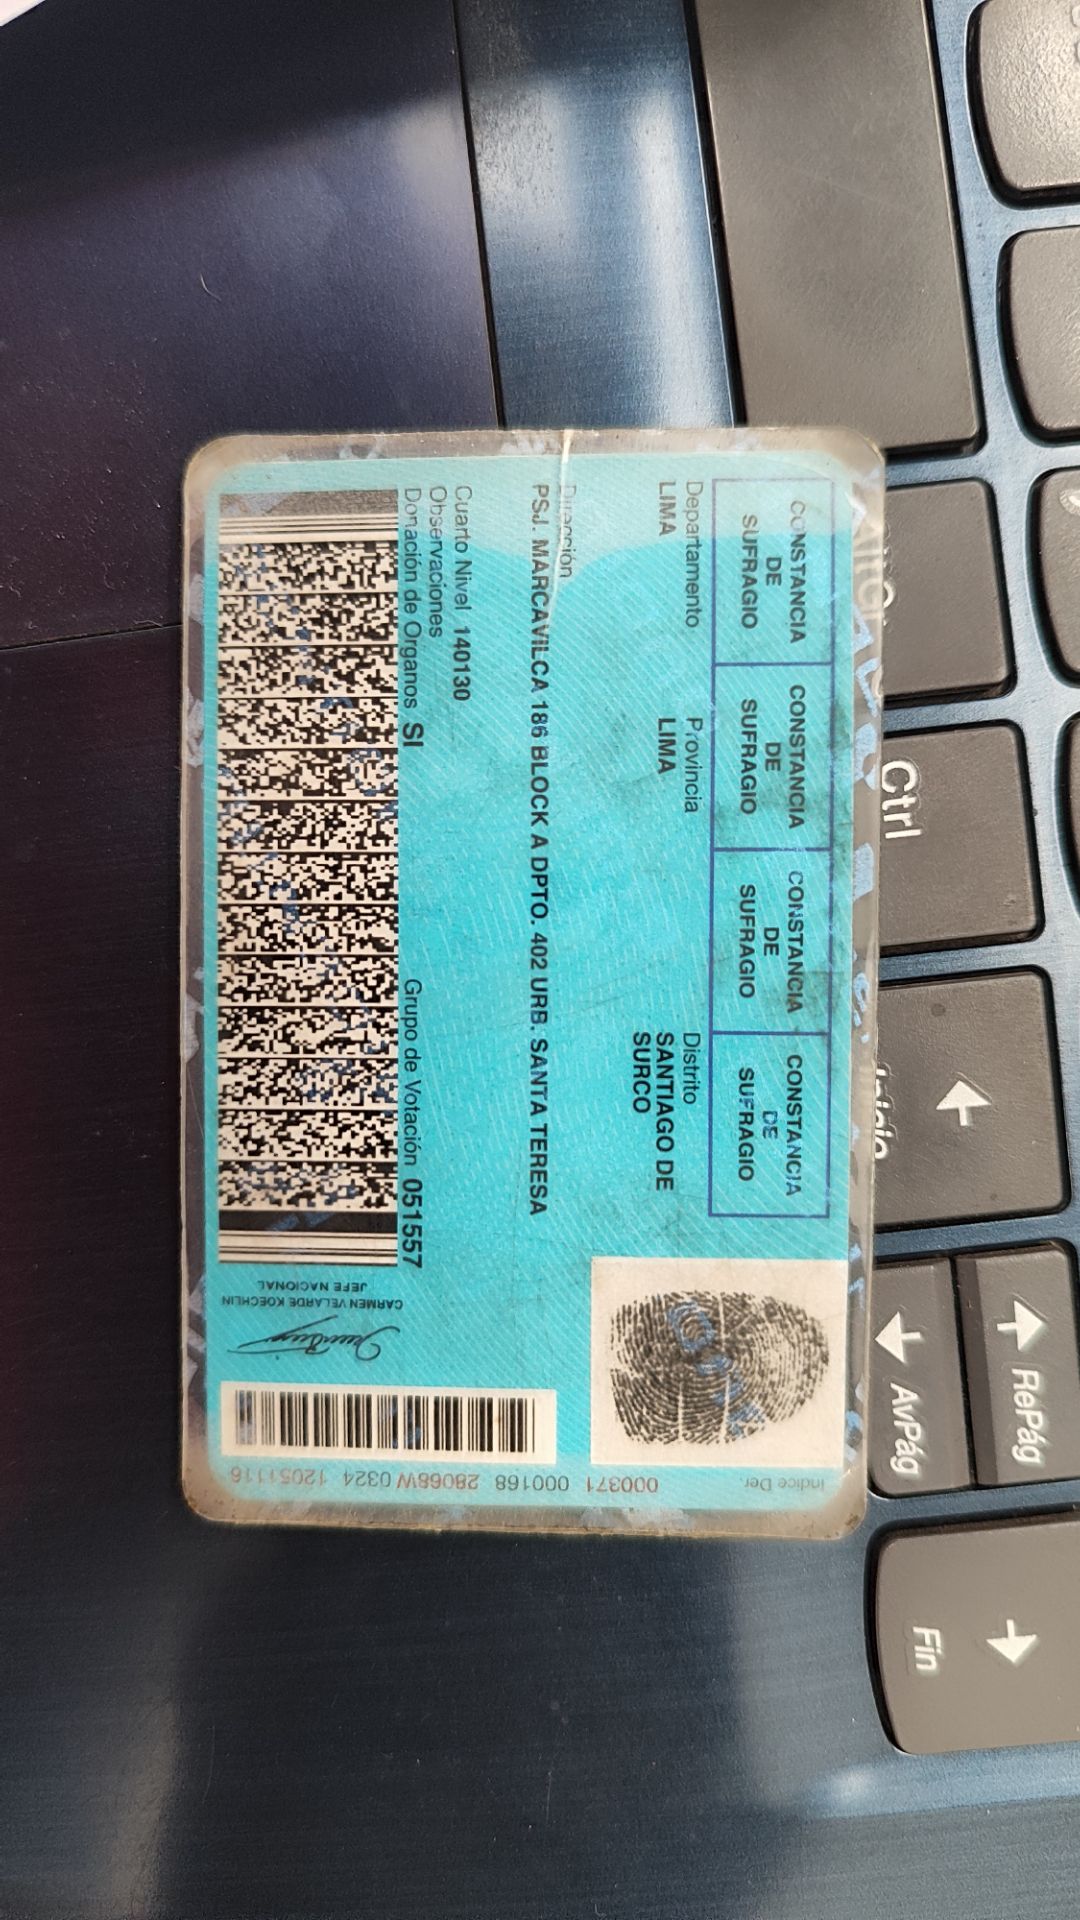 CONSTANCIA DE SUFRAGIO
CONSTANCIA DE SUFRAGIO
CONSTANCIA DE SUFRAGIO
CONSTANCIA DE SUFRAGIO
Departamento
LIMA
Provincia
LIMA
Distrito
SANTIAGO DE
SURCO
Dirección
PSJ. MARCAVILCA 186 BLOCK A DPTO. 402 URB. SANTA TERESA
Cuarto Nivel 140130
Observaciones
Donación de Organos SI
Grupo de Votación 051557
CARMEN VELARDE KOECHLIN
JEFE NACIONAL
Indice Der.
000371 000168 28068W 0324 12051116
Ctrl
Inicio
RePág
AvPág
Fin